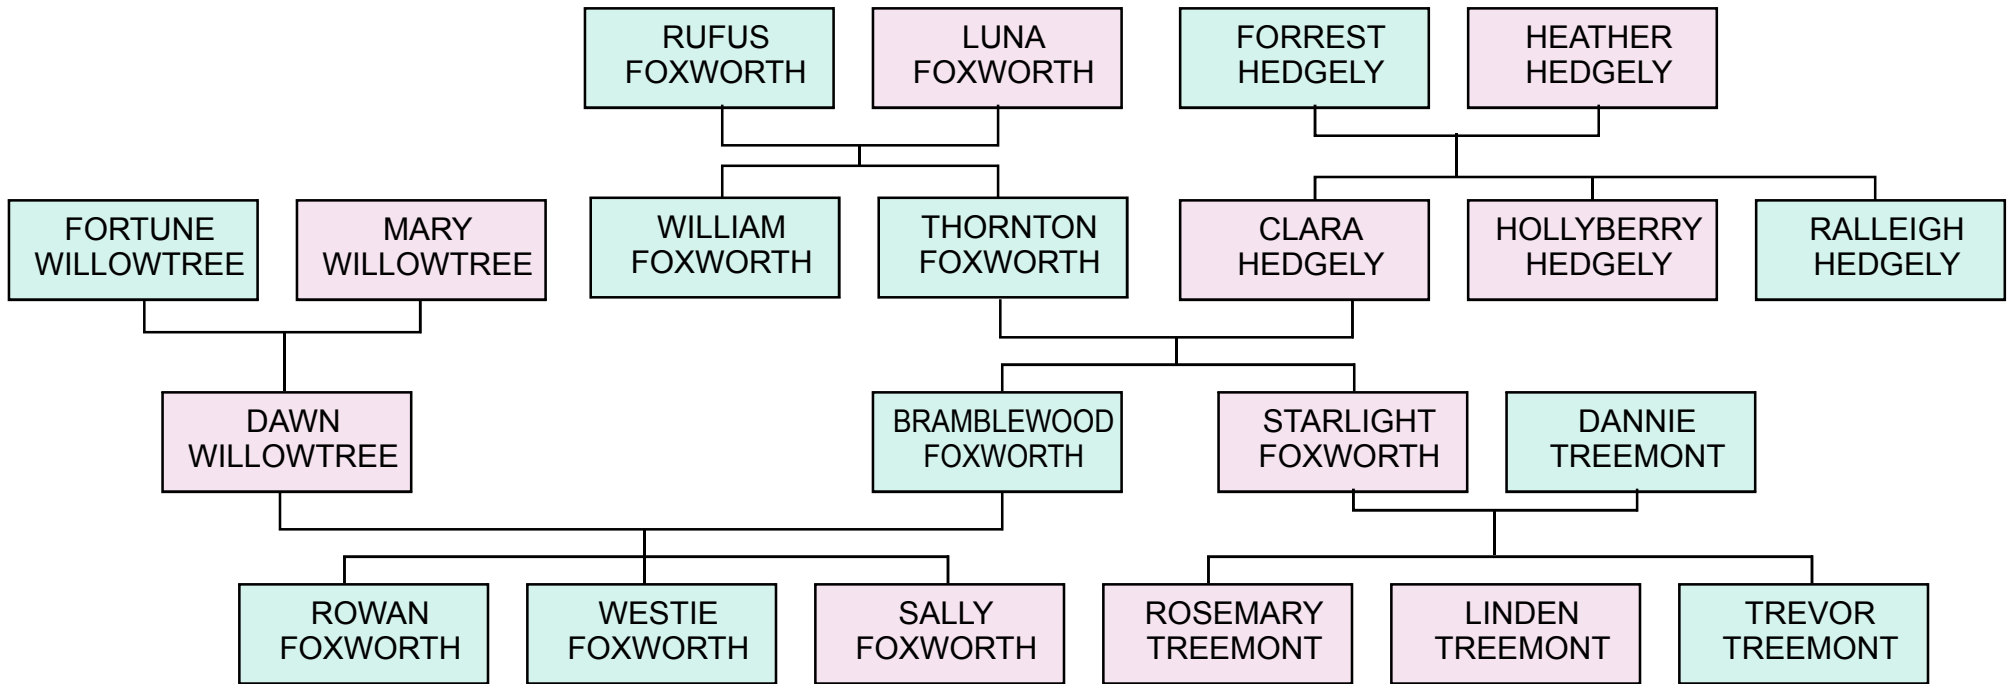 RUFUS
FOXWORTH
LUNA
FOXWORTH
FORREST
HEDGELY
HEATHER
HEDGELY
FORTUNE
WILLOWTREE
MARY
WILLOWTREE
WILLIAM
FOXWORTH
THORNTON
FOXWORTH
CLARA
HEDGELY
HOLLYBERRY
HEDGELY
RALLEIGH
HEDGELY
DAWN
WILLOWTREE
BRAMBLEWOOD
FOXWORTH
STARLIGHT
FOXWORTH
DANNIE
TREEMONT
ROWAN
FOXWORTH
WESTIE
FOXWORTH
SALLY
FOXWORTH
ROSEMARY
TREEMONT
LINDEN
TREEMONT
TREVOR
TREEMONT